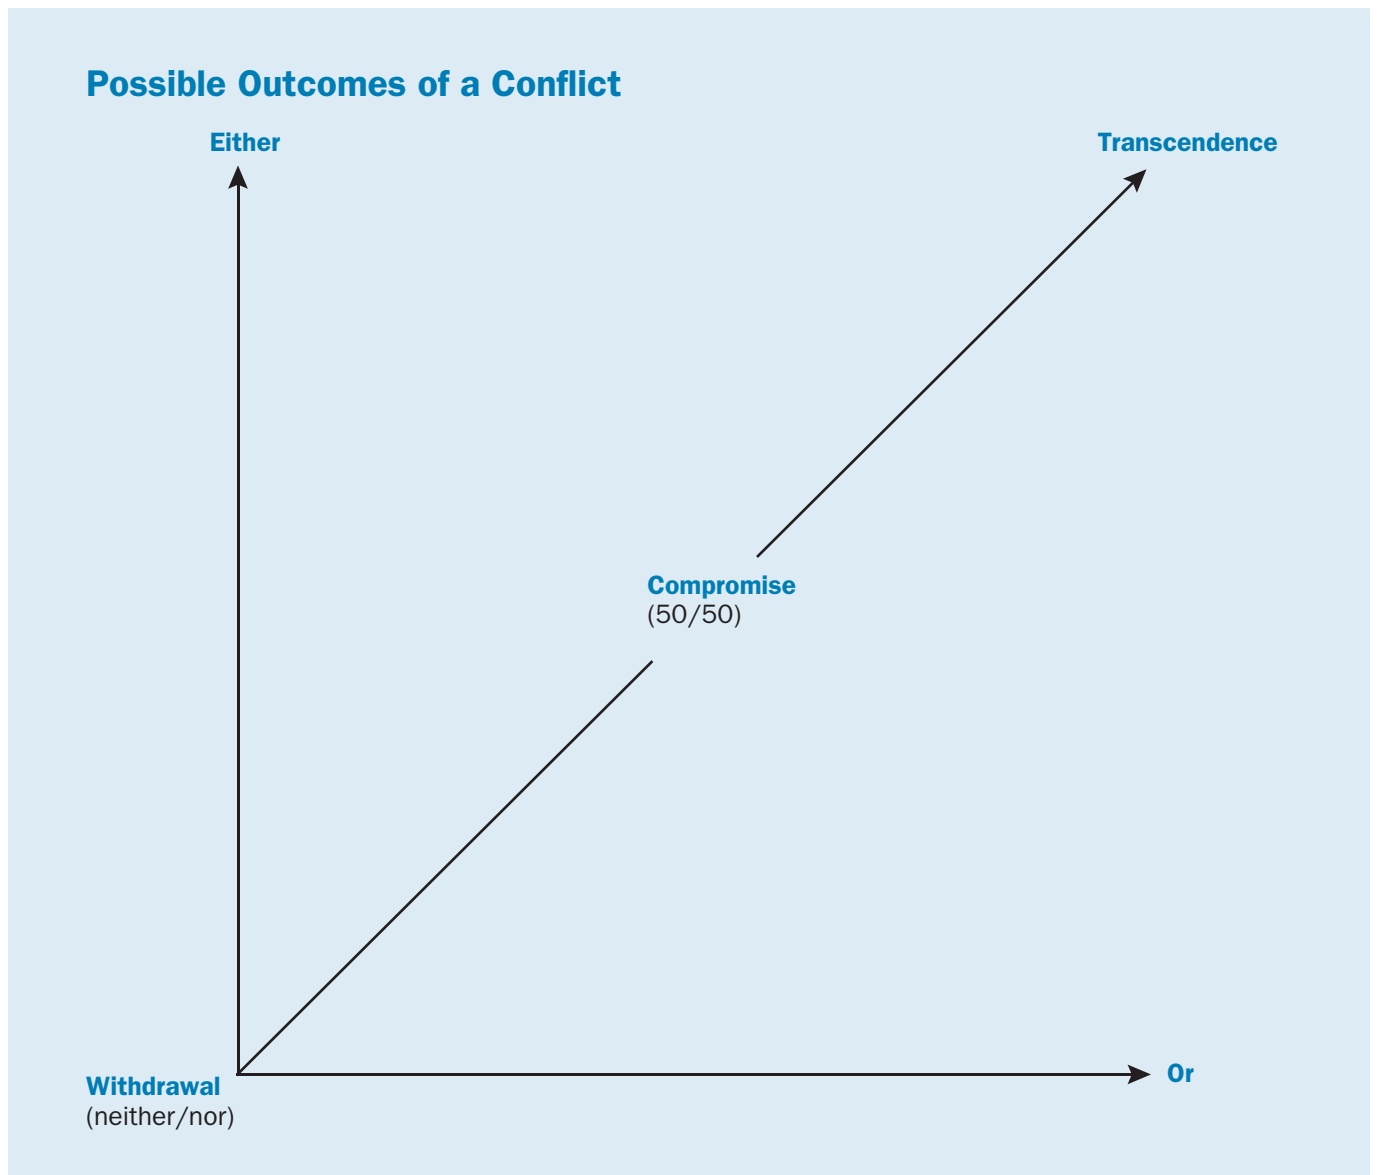 Possible Outcomes of a Conflict
Either
Transcendence
Compromise
(50/50)
Or
Withdrawal
(neither/nor)